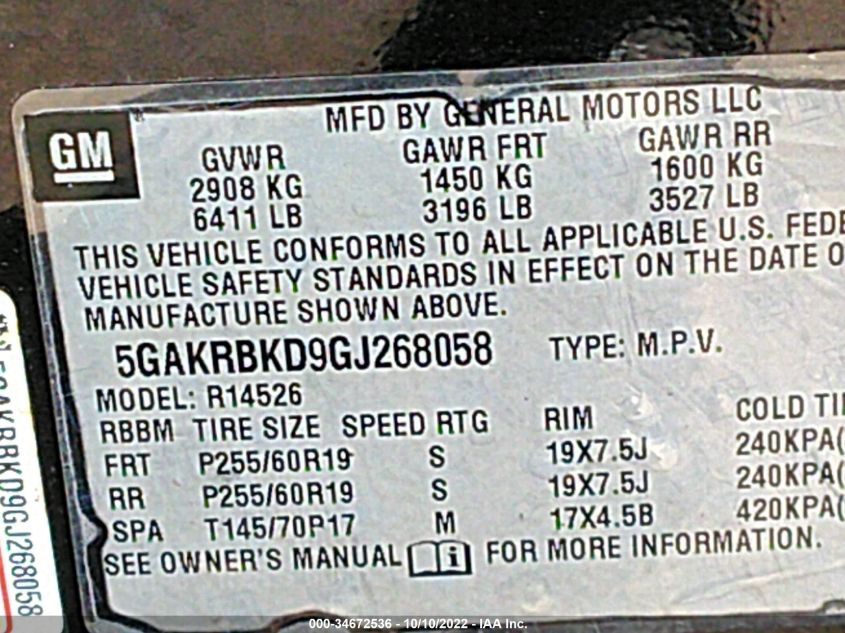 MFD BY GENERAL MOTORS LLC
GM
GVWR GAWR FRT GAWR RR
2908 KG 1450 KG 1600 KG
6411 LB 3196 LB 3527 LB
THIS VEHICLE CONFORMS TO ALL APPLICABLE U.S. FEDE
VEHICLE SAFETY STANDARDS IN EFFECT ON THE DATE O
MANUFACTURE SHOWN ABOVE.
5GAKRBKD9GJ268058 TYPE: M.P.V.
MODEL: R14526
RBBM TIRE SIZE SPEED RTG RIM COLD TI
FRT P255/60R19 S 19X7.5J 240KPA(
RR P255/60R19 S 19X7.5J 240KPA(
SPA T145/70R17 M 17X4.5B 420KPA(
SEE OWNER'S MANUAL i FOR MORE INFORMATION.
5GAKRBKD9GJ268058
000-34672536 - 10/10/2022 - IAA Inc.